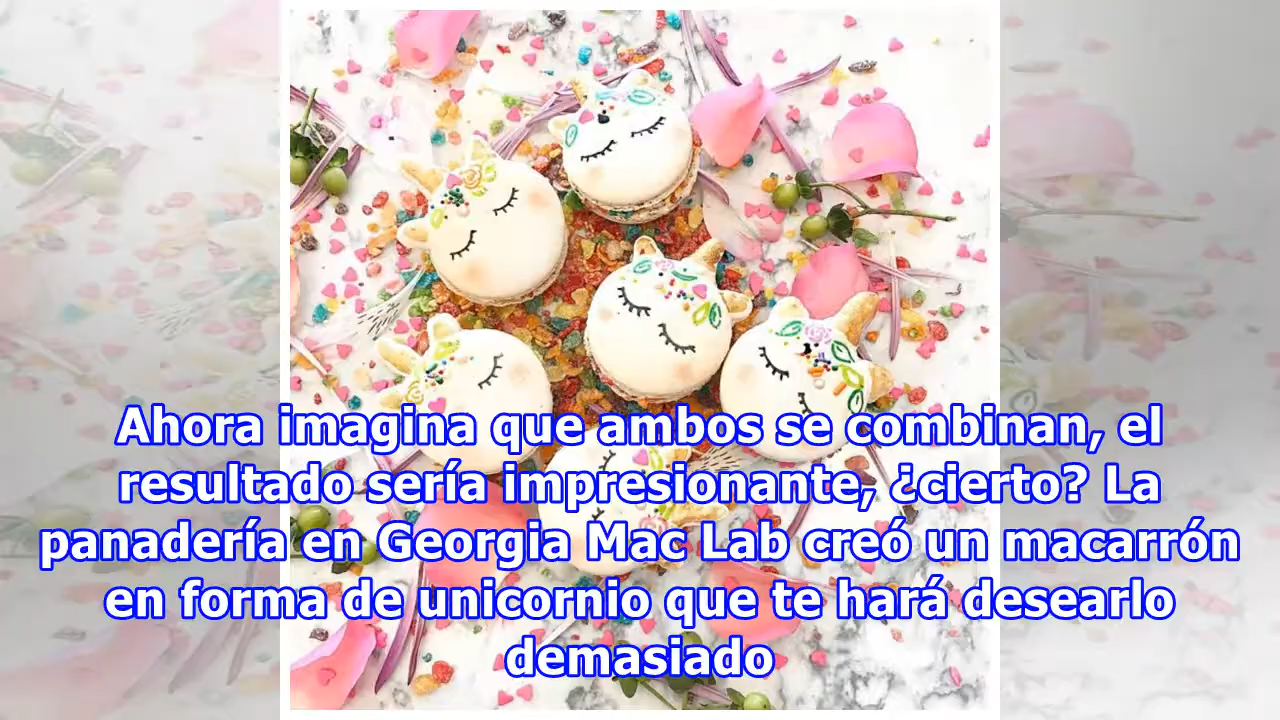 Ahora imagina que ambos se combinan, el
resultado sería impresionante, ¿cierto? La
panadería en Georgia Mac Lab creó un macarrón
en forma de unicornio que te hará desearlo
demasiado